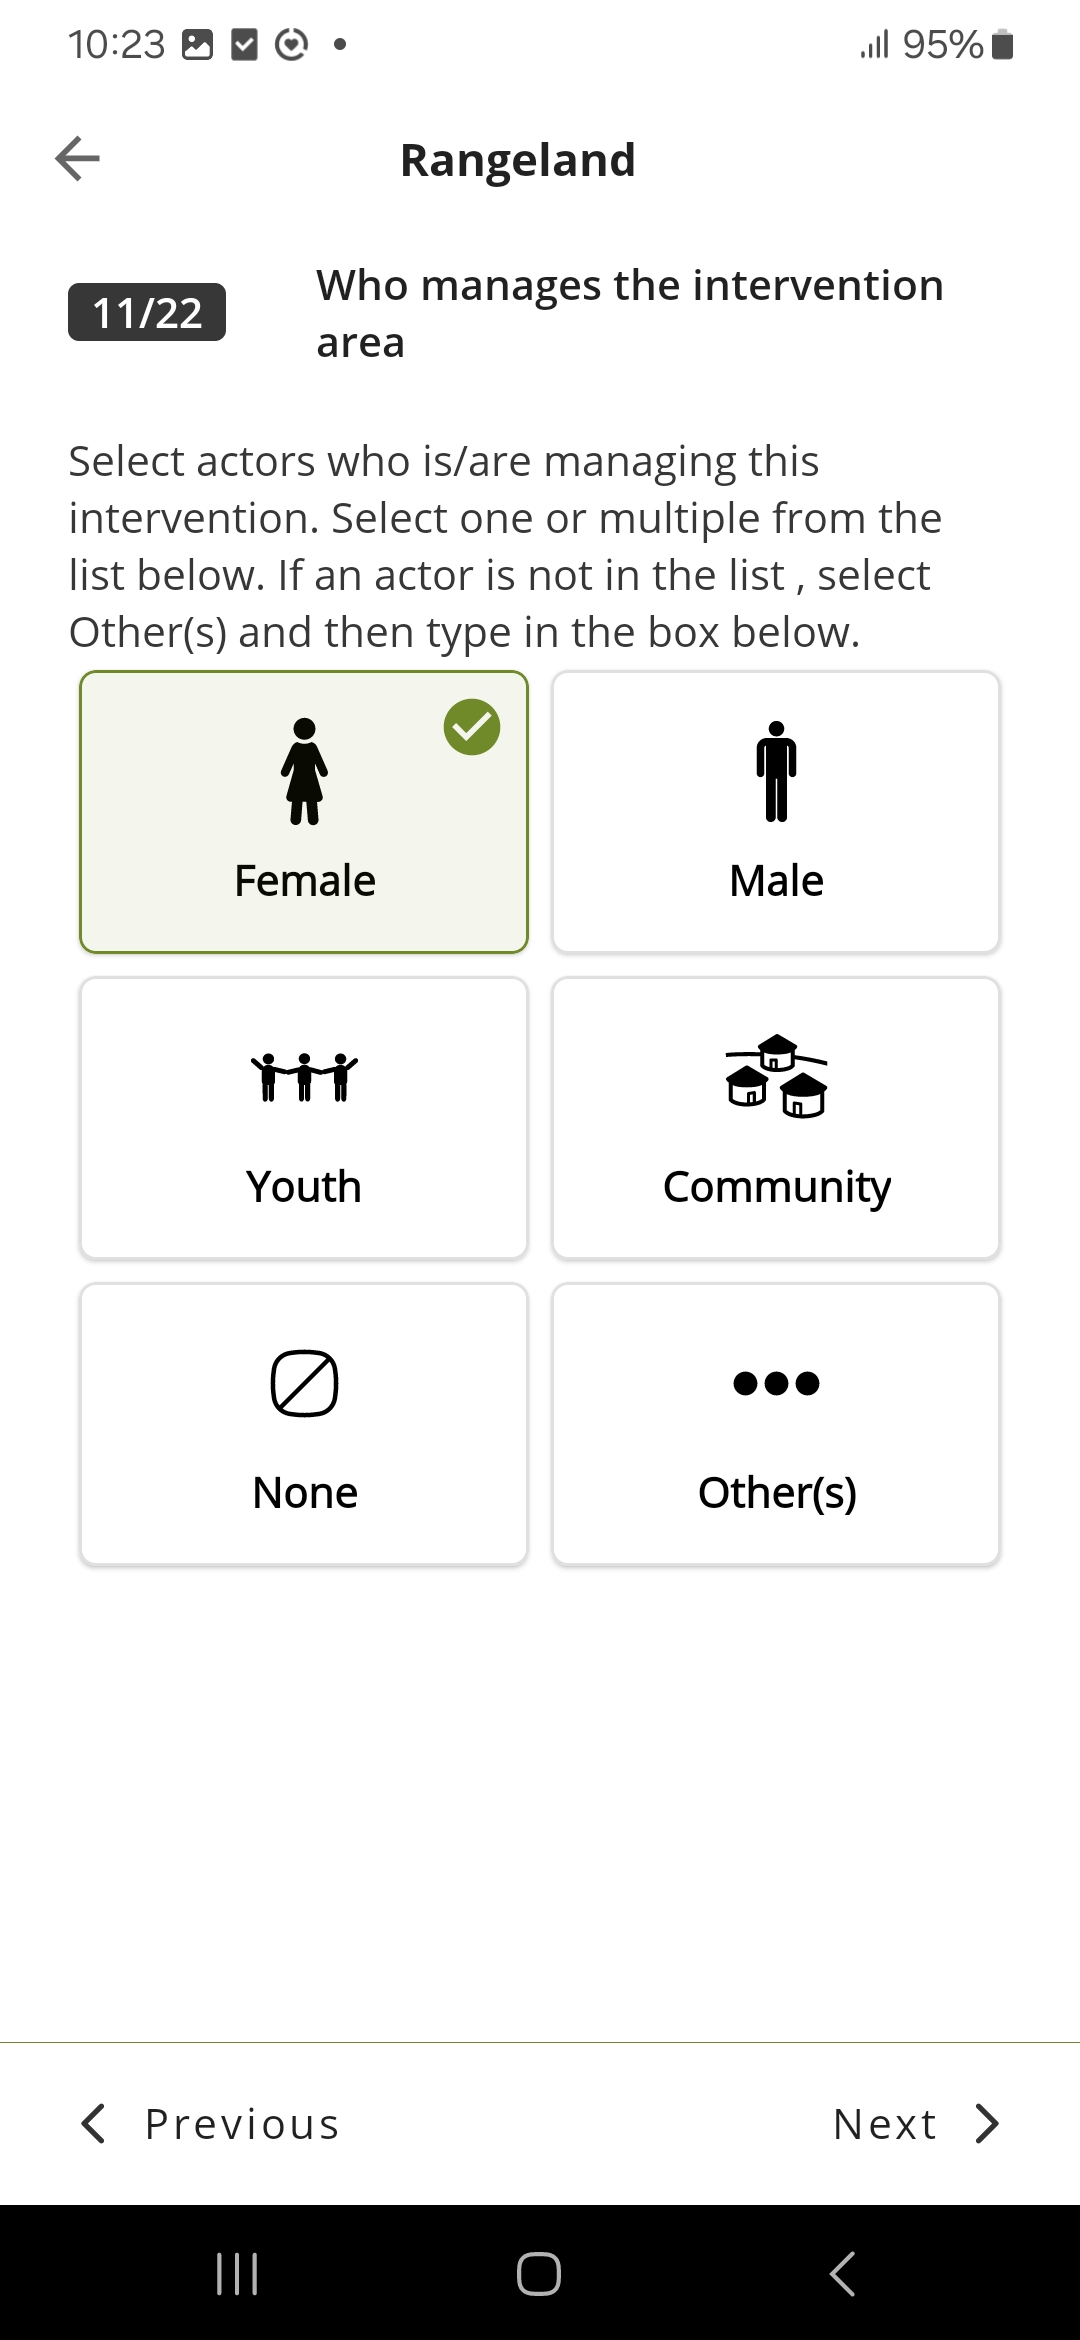 10:23
95%
Rangeland
11/22
Who manages the intervention
area
Select actors who is/are managing this
intervention. Select one or multiple from the
list below. If an actor is not in the list , select
Other(s) and then type in the box below.
Female
Male
Youth
Community
None
Other(s)
Previous
Next